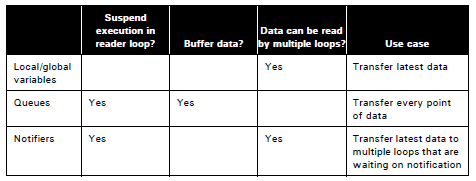 Suspend
execution in
reader loop?
Buffer data?
Data can be read
by multiple loops?
Use case
Local/global
variables
Yes
Transfer latest data
Queues
Yes
Yes
Transfer every point
of data
Notifiers
Yes
Yes
Transfer latest data to
multiple loops that are
waiting on notification